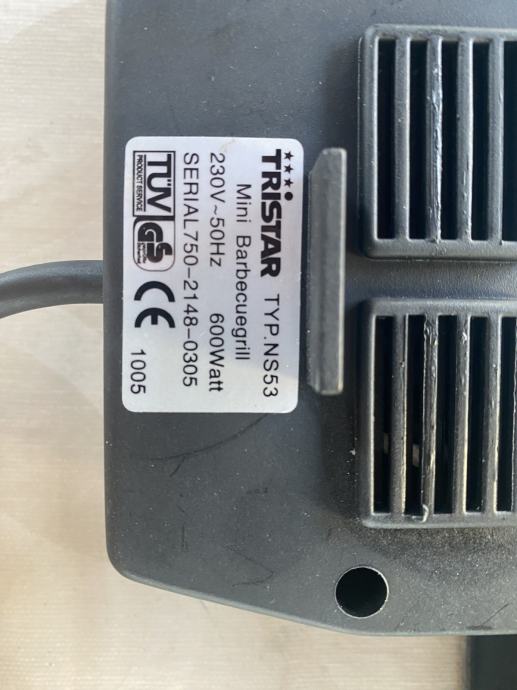 TRISTAR TYP.NS53
Mini Barbecuegrill
230V~50Hz 600Watt
SERIAL750-2148-0305
TÜV
PRODUCT SERVICE
GS
CE 1005